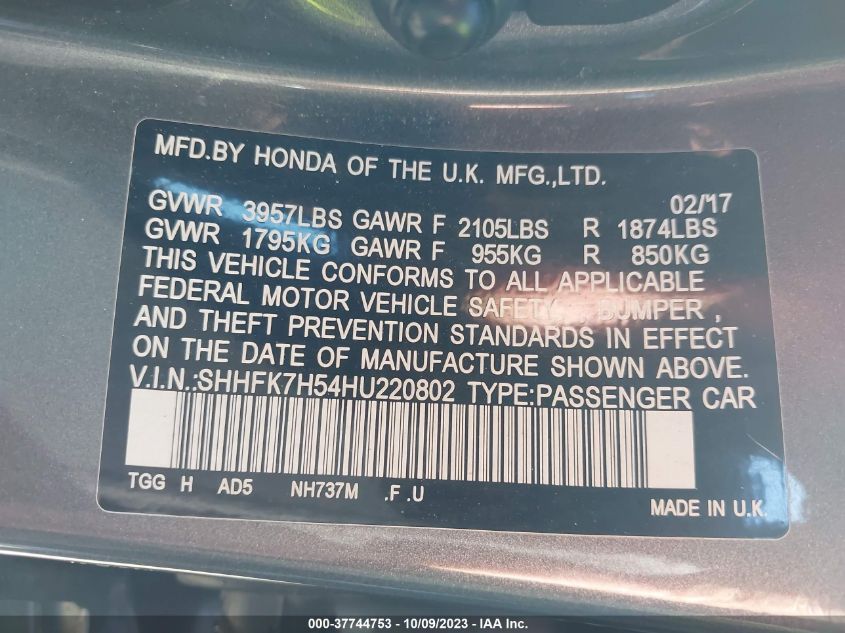 MFD.BY HONDA OF THE U.K. MFG.,LTD.
02/'17
GVWR 3957LBS GAWR F 2105LBS R 1874LBS
GVWR 1795KG GAWR F 955KG R 850KG
THIS VEHICLE CONFORMS TO ALL APPLICABLE
FEDERAL MOTOR VEHICLE SAFETY, BUMPER,
AND THEFT PREVENTION STANDARDS IN EFFECT
ON THE DATE OF MANUFACTURE SHOWN ABOVE.
V.I.N.:SHHFK7H54HU220802 TYPE:PASSENGER CAR
TGG H AD5 NH737M .F .U
MADE IN U.K.
000-37744753 - 10/09/2023 - IAA Inc.